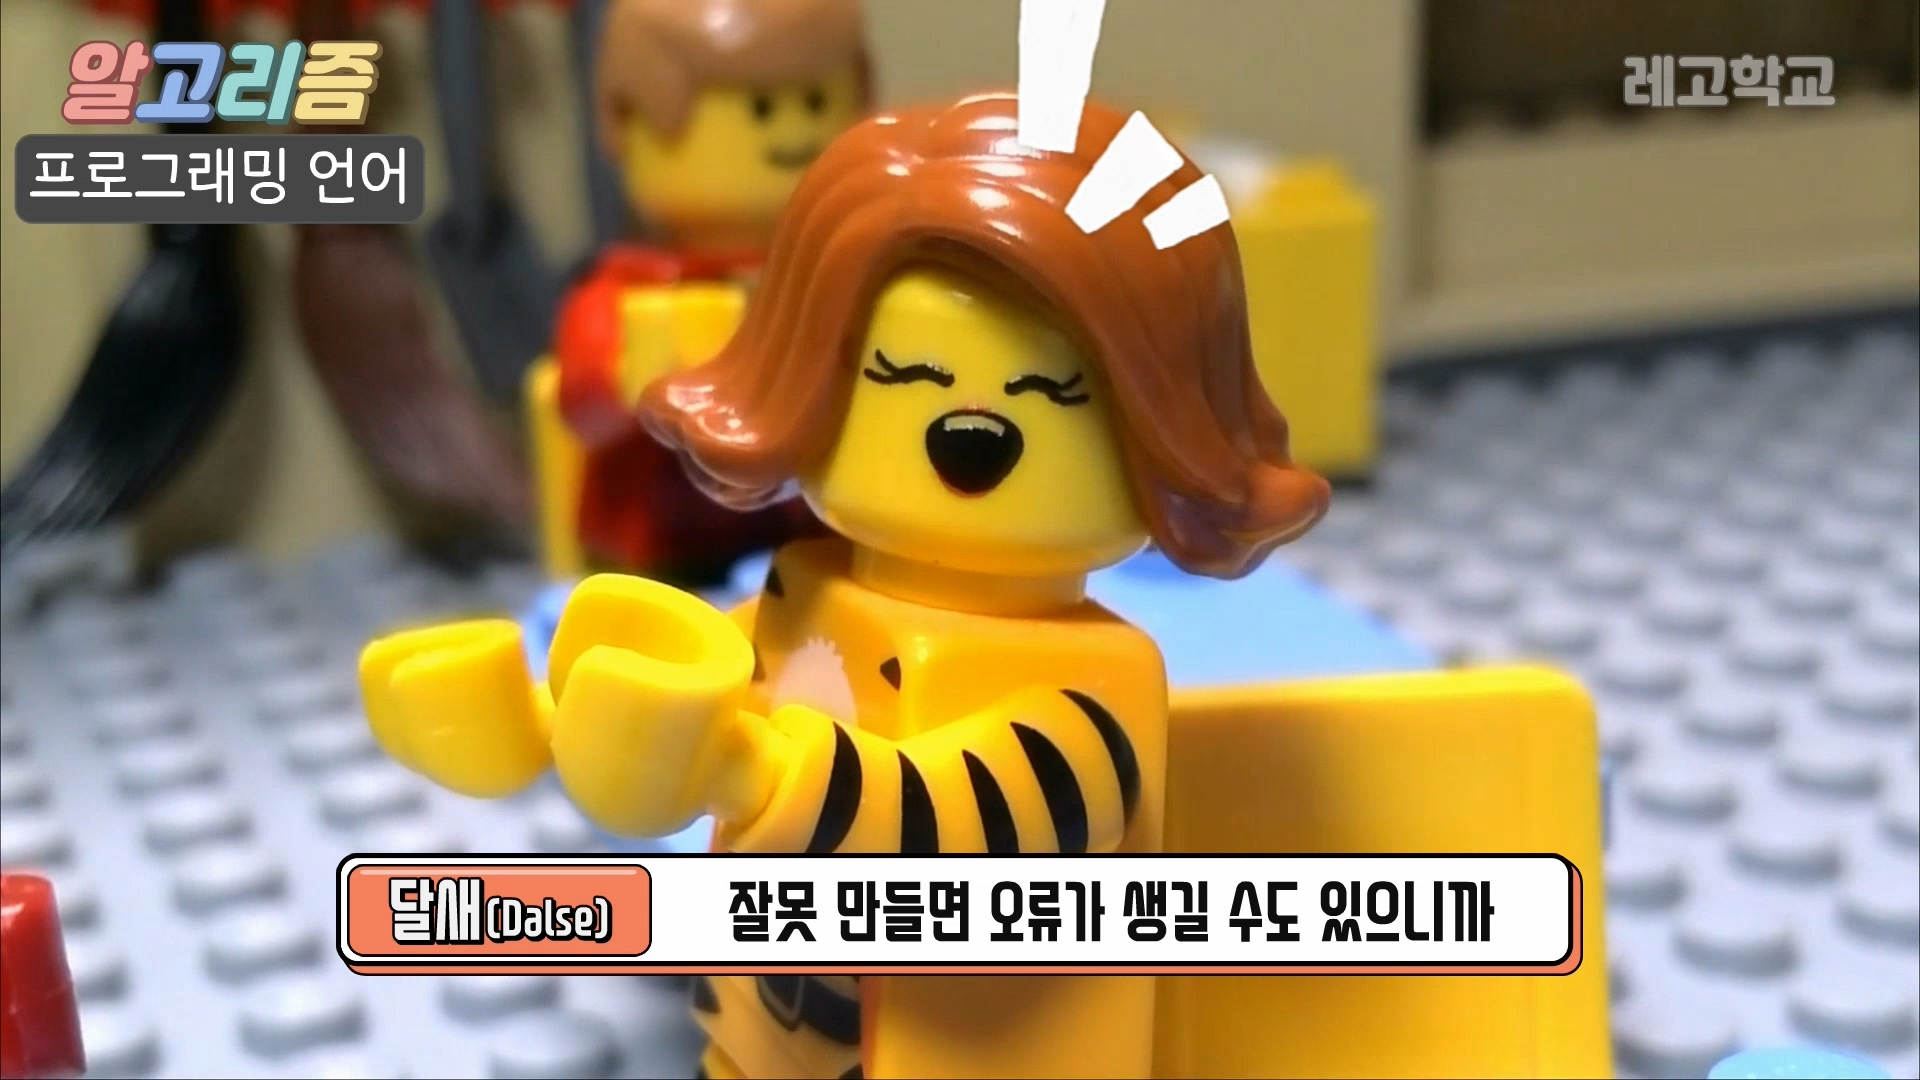 알고리즘
레고학교
프로그래밍 언어
달새(Dalse)
잘못 만들면 오류가 생길 수도 있으니까